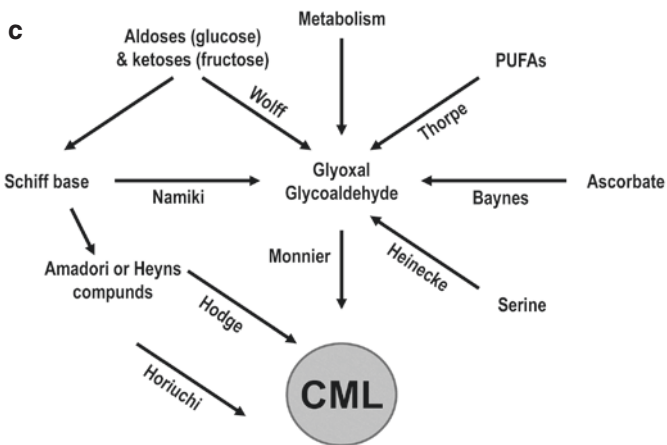 c
Metabolism
Aldoses (glucose)
& ketoses (fructose)
PUFAs
Wolff
Thorpe
Schiff base
Namiki
Glyoxal
Glycoaldehyde
Baynes
Ascorbate
Amadori or Heyns
compunds
Monnier
Heinecke
Serine
Hodge
Horiuchi
CML